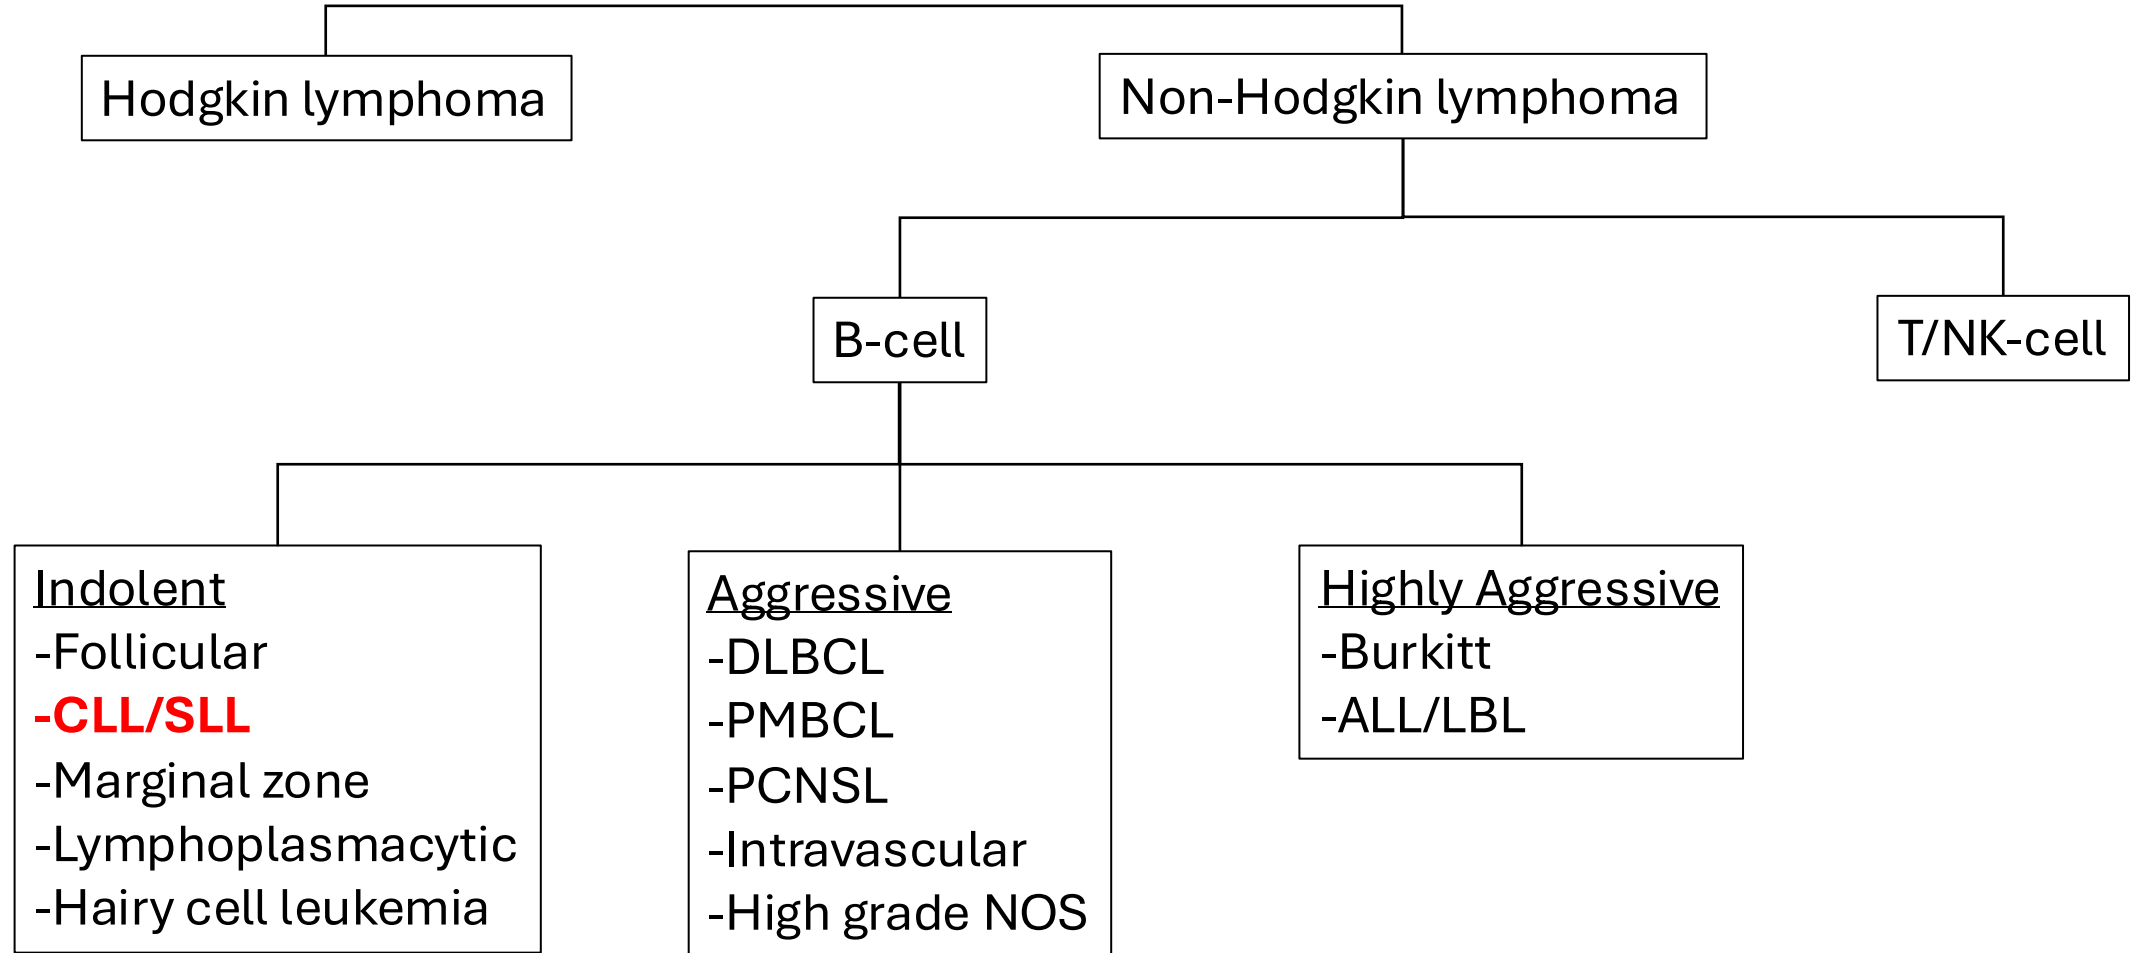 Hodgkin lymphoma
Non-Hodgkin lymphoma
B-cell
T/NK-cell
Indolent
-Follicular
-CLL/SLL
-Marginal zone
-Lymphoplasmacytic
-Hairy cell leukemia
Aggressive
-DLBCL
-PMBCL
-PCNSL
-Intravascular
-High grade NOS
Highly Aggressive
-Burkitt
-ALL/LBL